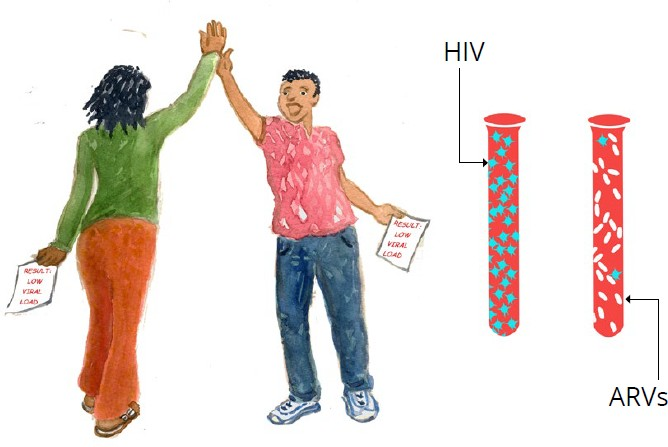 HIV
RESULT:
LOW
VIRAL
LOAD
RESULT:
LOW
VIRAL
LOAD
ARVs